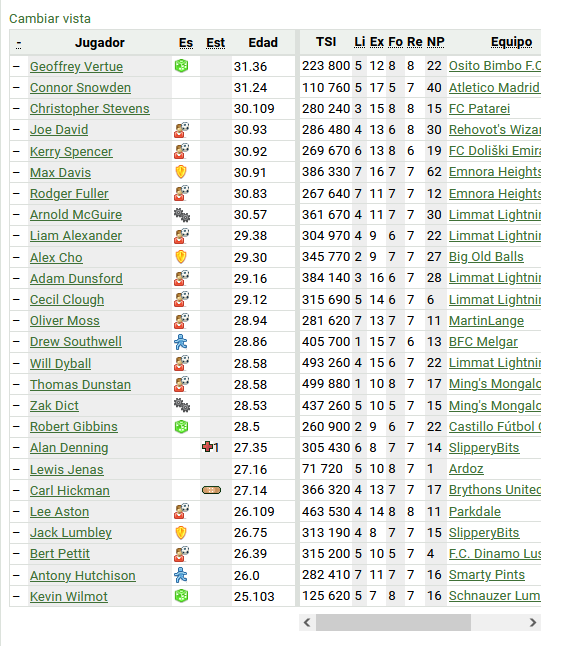 Cambiar vista
- Jugador Es Est Edad TSI Li Ex Fo Re NP Equipo
– Geoffrey Vertue 31.36 223 800 5 12 8 8 22 Osito Bimbo F.C
– Connor Snowden 31.24 110 760 5 17 5 7 40 Atletico Madrid
– Christopher Stevens 30.109 280 240 3 15 8 8 15 FC Patarei
– Joe David 30.93 286 480 4 13 6 8 30 Rehovot's Wizar
– Kerry Spencer 30.92 269 670 6 13 8 6 19 FC Doliški Emira
– Max Davis 30.91 386 330 7 16 7 7 62 Emnora Heights
– Rodger Fuller 30.83 267 640 7 11 7 7 12 Emnora Heights
– Arnold McGuire 30.57 361 670 4 11 7 7 30 Limmat Lightnin
– Liam Alexander 29.38 304 970 4 9 6 7 22 Limmat Lightnin
– Alex Cho 29.30 345 770 2 9 7 7 27 Big Old Balls
– Adam Dunsford 29.16 384 140 3 16 6 7 28 Limmat Lightnin
– Cecil Clough 29.12 315 690 5 14 6 7 6 Limmat Lightnin
– Oliver Moss 28.94 281 620 7 13 7 7 11 MartinLange
– Drew Southwell 28.86 405 700 1 15 7 6 13 BFC Melgar
– Will Dyball 28.58 493 260 4 15 6 7 22 Limmat Lightnin
– Thomas Dunstan 28.58 499 880 1 10 8 7 17 Ming's Mongalo
– Zak Dict 28.53 437 260 5 10 5 7 15 Ming's Mongalo
– Robert Gibbins 28.5 260 900 2 9 6 7 22 Castillo Fútbol C
– Alan Denning 1 27.35 305 430 6 8 7 7 14 SlipperyBits
– Lewis Jenas 27.16 71 720 5 10 8 7 1 Ardoz
– Carl Hickman 27.14 366 320 4 13 7 7 17 Brythons United
– Lee Aston 26.109 463 530 4 14 8 8 11 Parkdale
– Jack Lumbley 26.75 313 190 4 8 7 7 15 SlipperyBits
– Bert Pettit 26.39 315 200 5 10 5 7 4 F.C. Dinamo Lus
– Antony Hutchison 26.0 282 410 7 11 7 7 16 Smarty Pints
– Kevin Wilmot 25.103 125 620 5 7 8 7 16 Schnauzer Lum